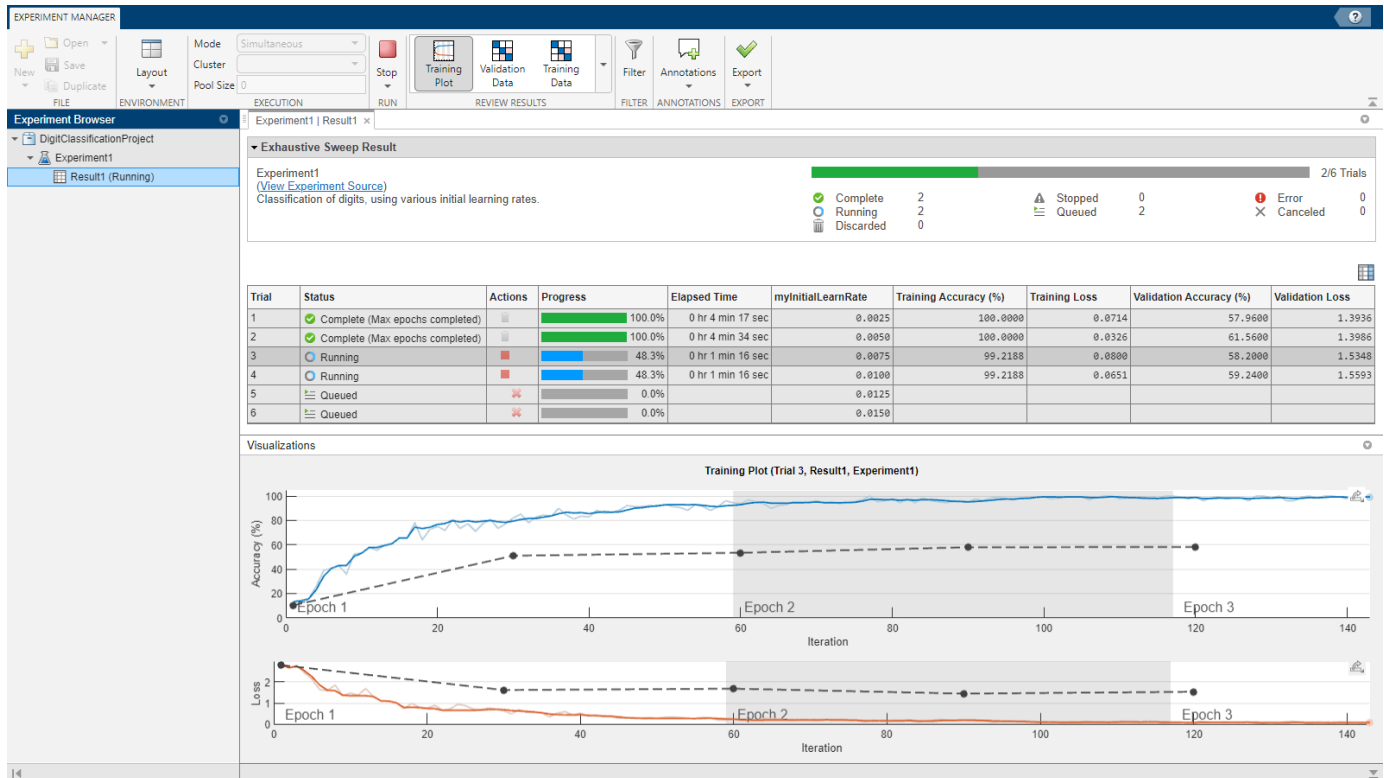 EXPERIMENT MANAGER
?
New
Open
Save
Duplicate
FILE
Layout
ENVIRONMENT
Mode Simultaneous
Cluster
Pool Size 0
EXECUTION
Stop
RUN
Training Plot
Validation Data
Training Data
REVIEW RESULTS
Filter
FILTER
Annotations
ANNOTATIONS
Export
EXPORT
Experiment Browser
DigitClassificationProject
Experiment1
Result1 (Running)
Experiment1 | Result1 ×
Exhaustive Sweep Result
Experiment1
(View Experiment Source)
Classification of digits, using various initial learning rates.
2/6 Trials
Complete 2 Stopped 0 Error 0
Running 2 Queued 2 Canceled 0
Discarded 0
Trial Status Actions Progress Elapsed Time myInitialLearnRate Training Accuracy (%) Training Loss Validation Accuracy (%) Validation Loss
1 Complete (Max epochs completed) 100.0% 0 hr 4 min 17 sec 0.0025 100.0000 0.0714 57.9600 1.3936
2 Complete (Max epochs completed) 100.0% 0 hr 4 min 34 sec 0.0050 100.0000 0.0326 61.5600 1.3986
3 Running 48.3% 0 hr 1 min 16 sec 0.0075 99.2188 0.0800 58.2000 1.5348
4 Running 48.3% 0 hr 1 min 16 sec 0.0100 99.2188 0.0651 59.2400 1.5593
5 Queued 0.0% 0.0125
6 Queued 0.0% 0.0150
Visualizations
Training Plot (Trial 3, Result1, Experiment1)
Accuracy (%)
100
80
60
40
20
0
Epoch 1 Epoch 2 Epoch 3
0 20 40 60 80 100 120 140
Iteration
Loss
2
1
0
Epoch 1 Epoch 2 Epoch 3
0 20 40 60 80 100 120 140
Iteration